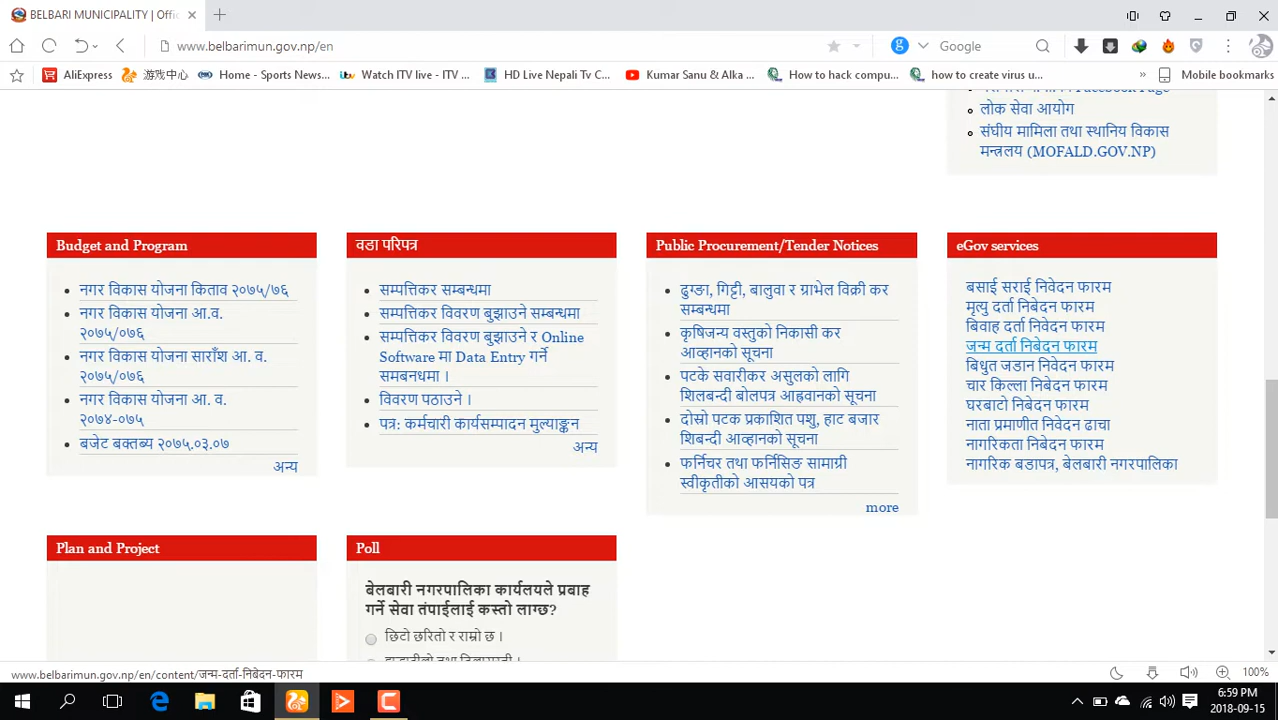 BELBARI MUNICIPALITY | Offi
www.belbarimun.gov.np/en
Google
AliExpress
游戏中心
Home - Sports News...
Watch ITV live - ITV ...
HD Live Nepali Tv C...
Kumar Sanu & Alka ...
How to hack compu...
how to create virus u...
Mobile bookmarks
Facebook Page
लोक सेवा आयोग
संघीय मामिला तथा स्थानिय विकास
मन्त्रलय (MOFALD.GOV.NP)
Budget and Program
नगर विकास योजना किताव २०७५/७६
नगर विकास योजना आ.व.
२०७५/०७६
नगर विकास योजना साराँश आ. व.
२०७५/०७६
नगर विकास योजना आ. व.
२०७४-०७५
बजेट बक्तब्य २०७५.०३.०७
अन्य
वडा परिपत्र
सम्पत्तिकर सम्बन्धमा
सम्पत्तिकर विवरण बुझाउने सम्बन्धमा
सम्पत्तिकर विवरण बुझाउने र Online
Software मा Data Entry गर्ने
समबनधमा ।
विवरण पठाउने ।
पत्र: कर्मचारी कार्यसम्पादन मुल्याङ्कन
अन्य
Public Procurement/Tender Notices
ढुङ्गा, गिट्टी, बालुवा र ग्राभेल विक्री कर
सम्बन्धमा
कृषिजन्य वस्तुको निकासी कर
आव्हानको सूचना
पटके सवारीकर असुलको लागि
शिलबन्दी बोलपत्र आह्रवानको सूचना
दोस्रो पटक प्रकाशित पशु, हाट बजार
शिबन्दी आव्हानको सूचना
फर्निचर तथा फर्निसिङ सामाग्री
स्वीकृतीको आसयको पत्र
more
eGov services
बसाई सराई निवेदन फारम
मृत्यु दर्ता निबेदन फारम
बिवाह दर्ता निवेदन फारम
जन्म दर्ता निबेदन फारम
बिधुत जडान निवेदन फारम
चार किल्ला निबेदन फारम
घरबाटो निबेदन फारम
नाता प्रमाणीत निवेदन ढाचा
नागरिकता निबेदन फारम
नागरिक बडापत्र, बेलबारी नगरपालिका
Plan and Project
Poll
बेलबारी नगरपालिका कार्यलयले प्रबाह
गर्ने सेवा तंपाईलाई कस्तो लाग्छ?
छिटो छरितो र राम्रो छ ।
www.belbarimun.gov.np/en/content/जन्म-दर्ता-निबेदन-फारम
100%
6:59 PM
2018-09-15